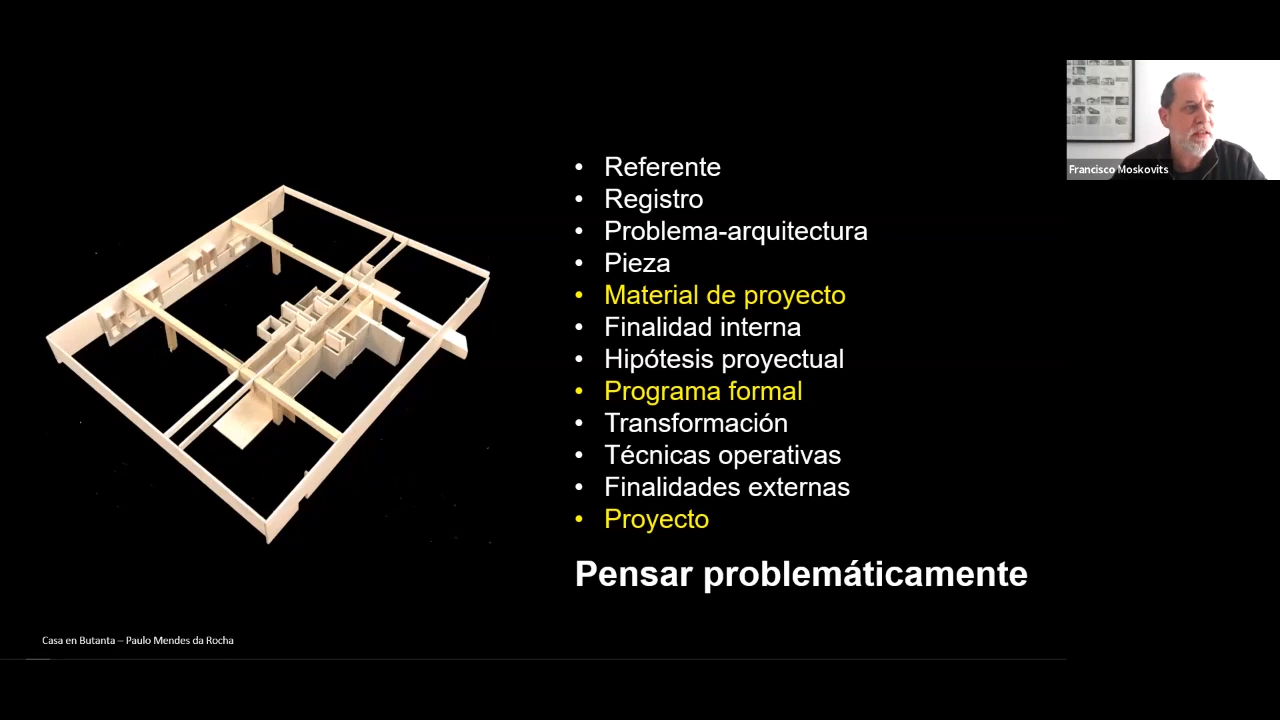 Francisco Moskovits
• Referente
• Registro
• Problema-arquitectura
• Pieza
• Material de proyecto
• Finalidad interna
• Hipótesis proyectual
• Programa formal
• Transformación
• Técnicas operativas
• Finalidades externas
• Proyecto
Pensar problemáticamente
Casa en Butanta – Paulo Mendes da Rocha